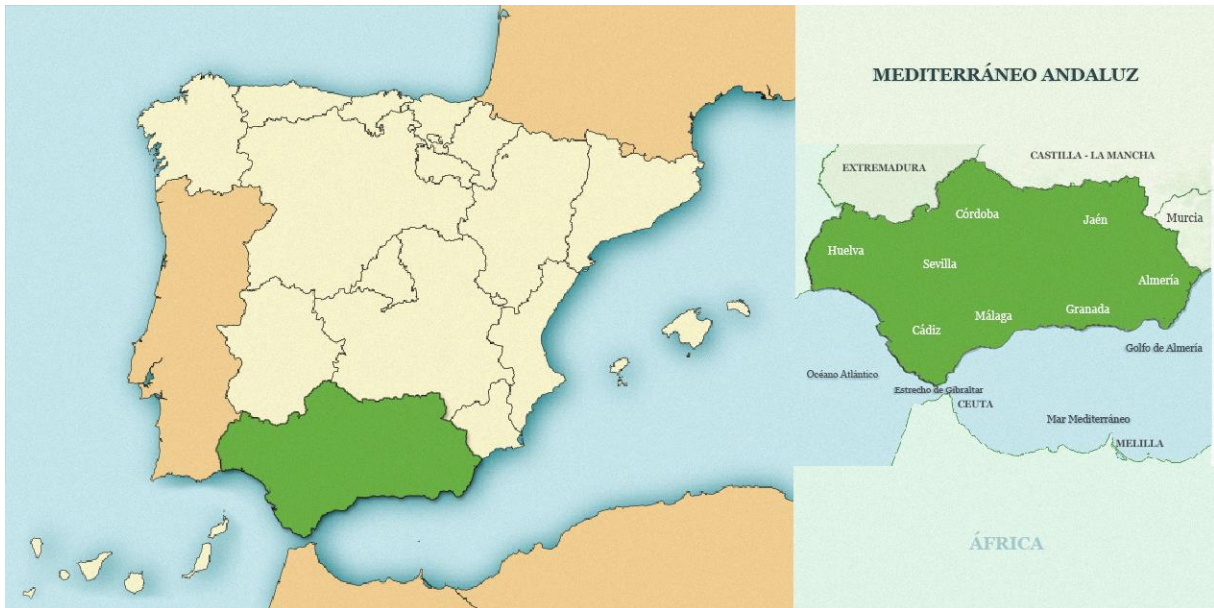 MEDITERRÁNEO ANDALUZ
CASTILLA - LA MANCHA
EXTREMADURA
Córdoba
Jaén
Murcia
Huelva
Sevilla
Almería
Málaga
Granada
Cádiz
Golfo de Almería
Océano Atlántico
Estrecho de Gibraltar
CEUTA
Mar Mediterráneo
MELILLA
ÁFRICA